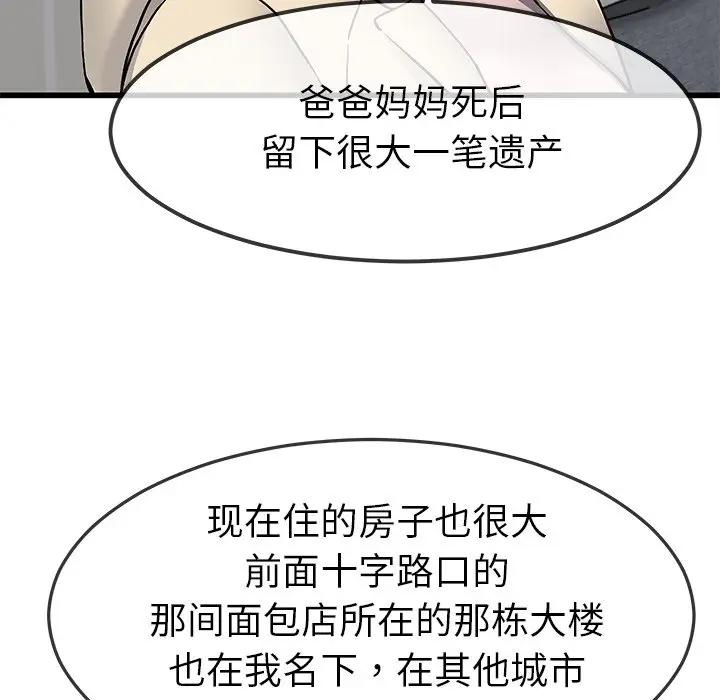 爸爸妈妈死后
留下很大一笔遗产
现在住的房子也很大
前面十字路口的
那间面包店所在的那栋大楼
也在我名下，在其他城市